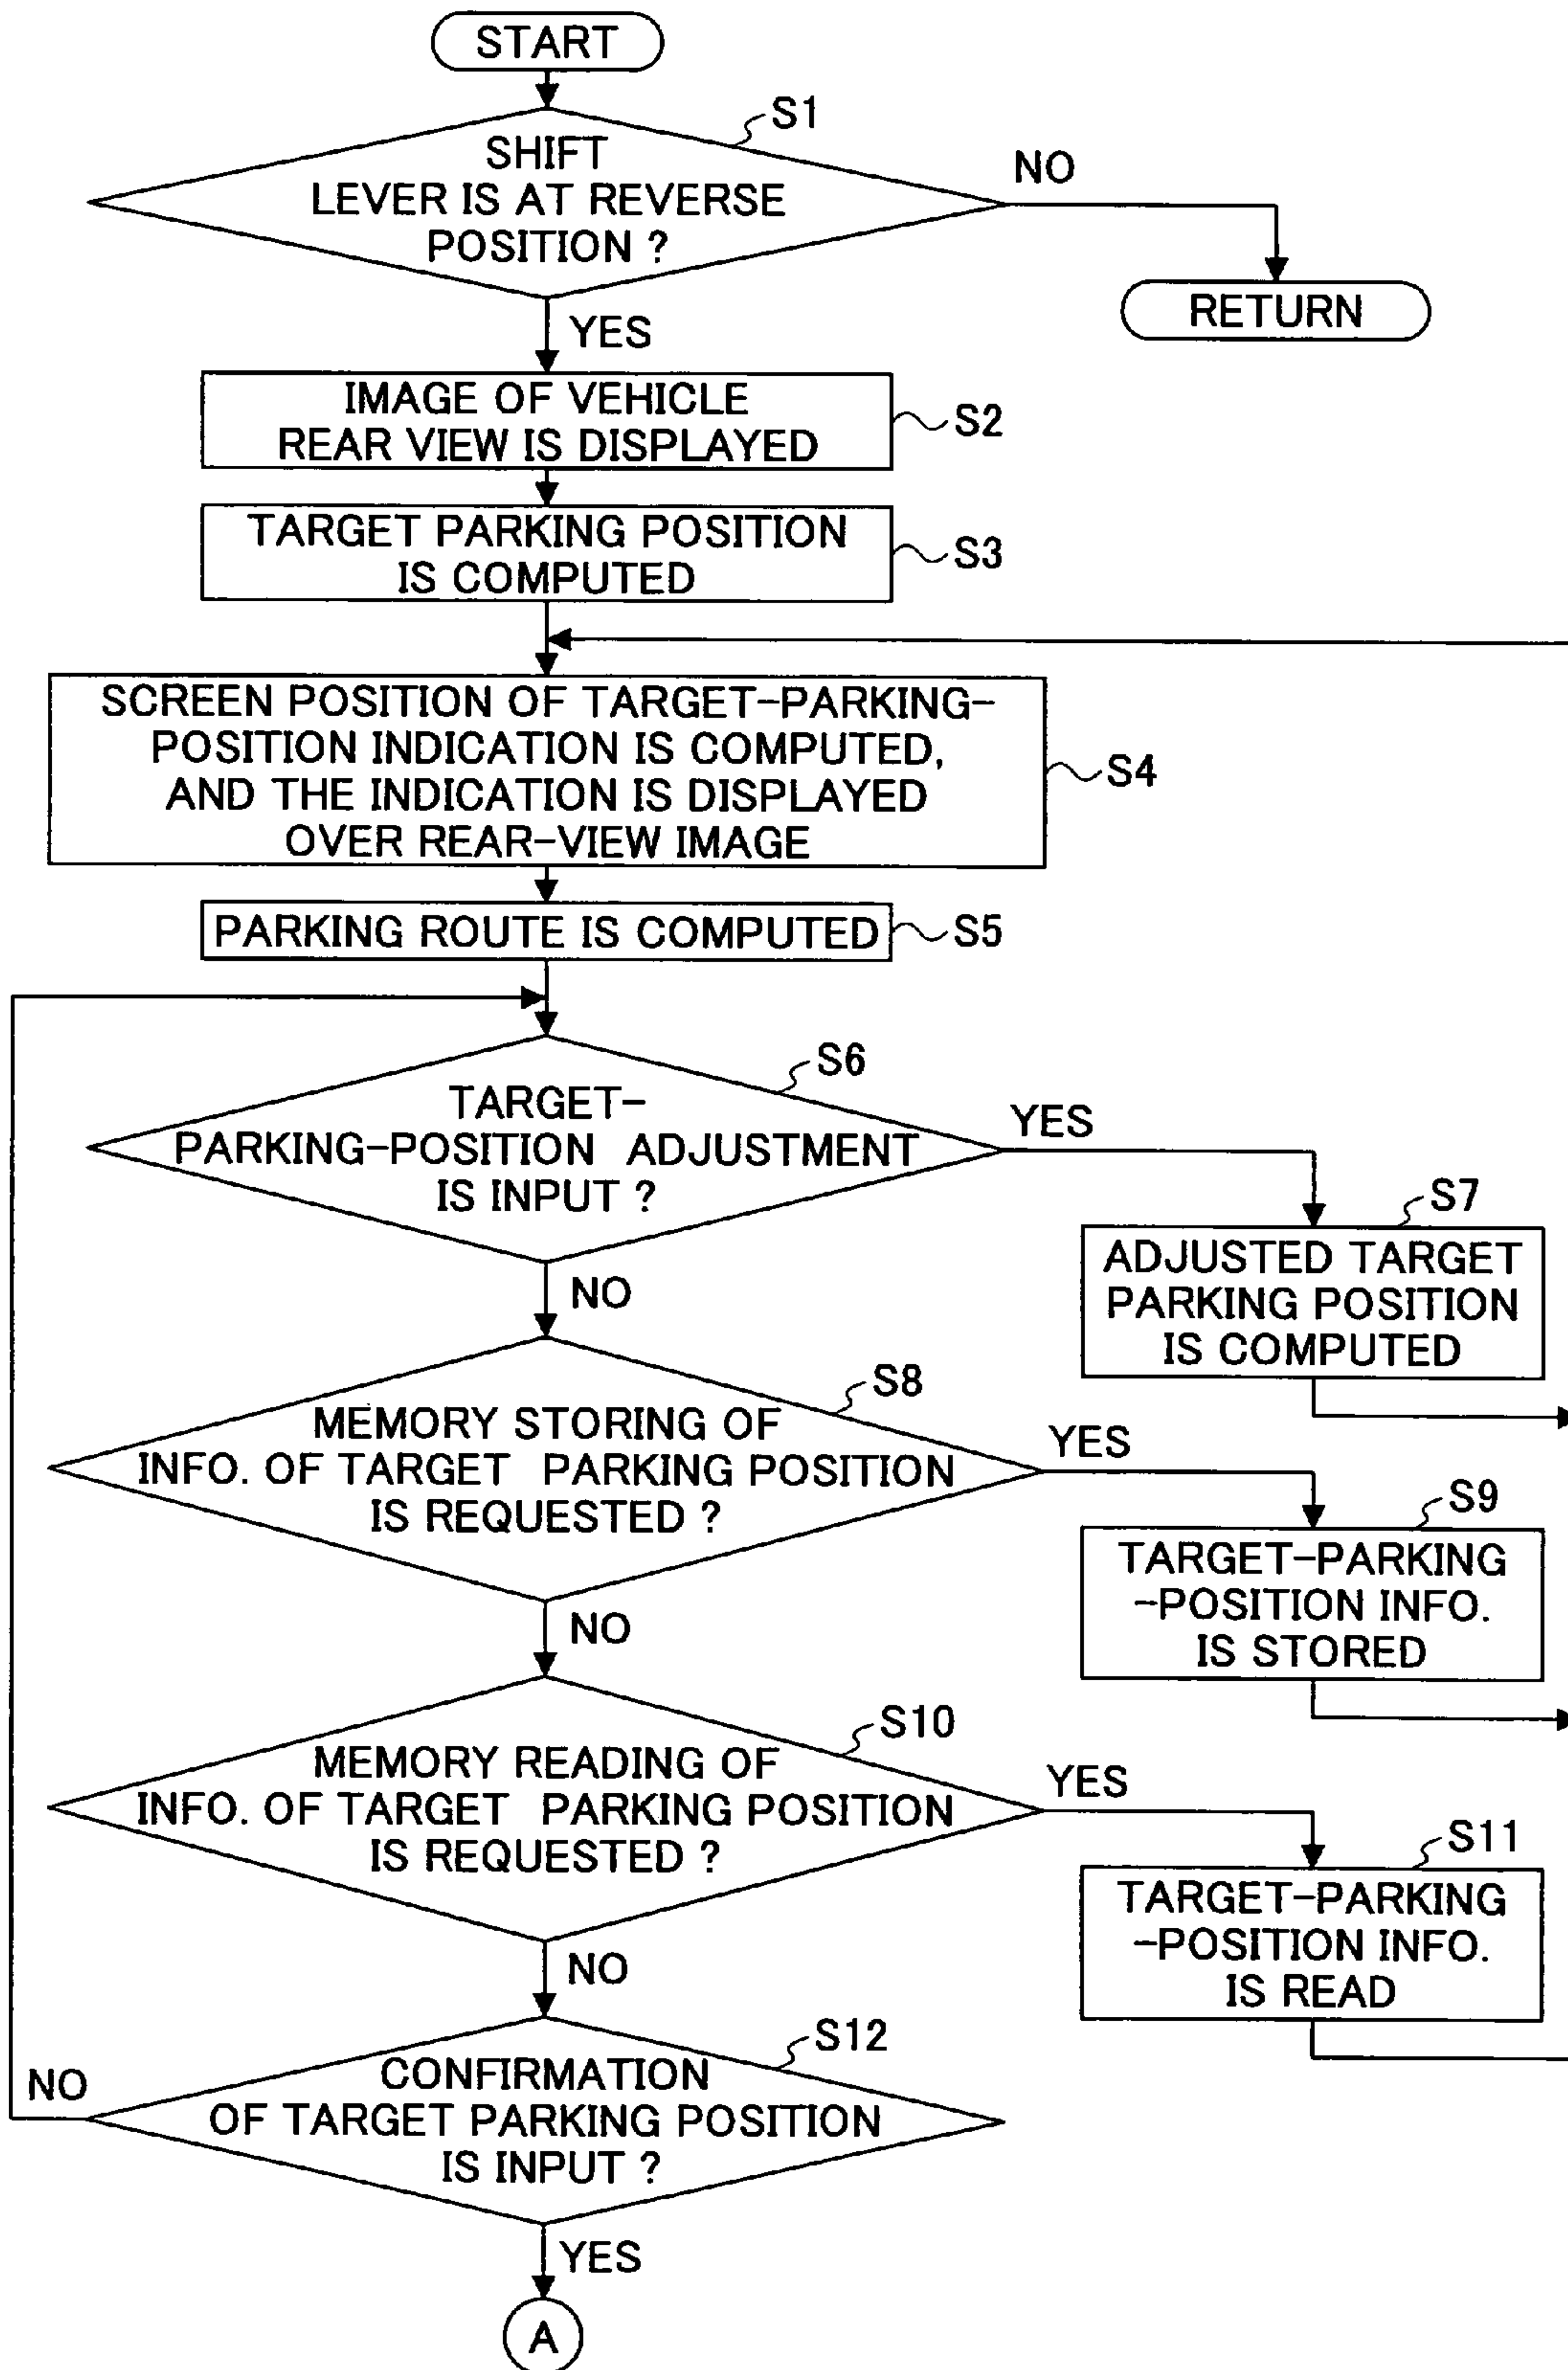 START
S1
SHIFT
LEVER IS AT REVERSE
POSITION ?
NO
RETURN
YES
IMAGE OF VEHICLE
REAR VIEW IS DISPLAYED
S2
TARGET PARKING POSITION
IS COMPUTED
S3
SCREEN POSITION OF TARGET-PARKING-
POSITION INDICATION IS COMPUTED,
AND THE INDICATION IS DISPLAYED
OVER REAR-VIEW IMAGE
S4
PARKING ROUTE IS COMPUTED
S5
S6
TARGET-
PARKING-POSITION ADJUSTMENT
IS INPUT ?
YES
S7
ADJUSTED TARGET
PARKING POSITION
IS COMPUTED
NO
S8
MEMORY STORING OF
INFO. OF TARGET PARKING POSITION
IS REQUESTED ?
YES
S9
TARGET-PARKING
-POSITION INFO.
IS STORED
NO
S10
MEMORY READING OF
INFO. OF TARGET PARKING POSITION
IS REQUESTED ?
YES
S11
TARGET-PARKING
-POSITION INFO.
IS READ
NO
S12
CONFIRMATION
OF TARGET PARKING POSITION
IS INPUT ?
NO
YES
A